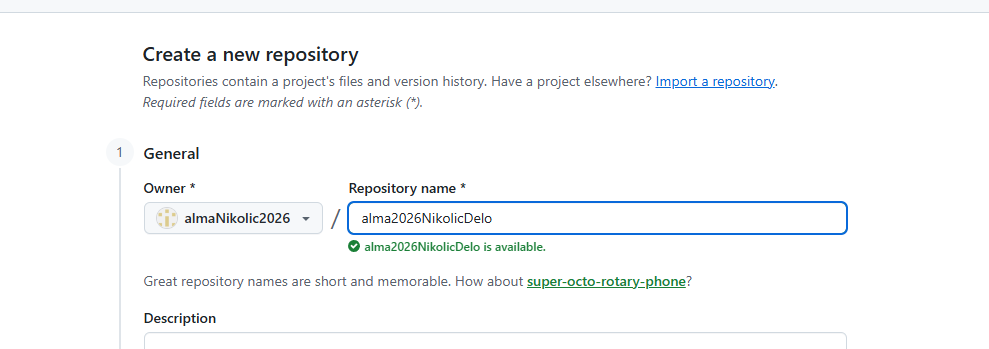 Create a new repository
Repositories contain a project's files and version history. Have a project elsewhere? Import a repository.
Required fields are marked with an asterisk (*).
1 General
Owner * Repository name *
almaNikolic2026 / alma2026NikolicDelo
alma2026NikolicDelo is available.
Great repository names are short and memorable. How about super-octo-rotary-phone?
Description